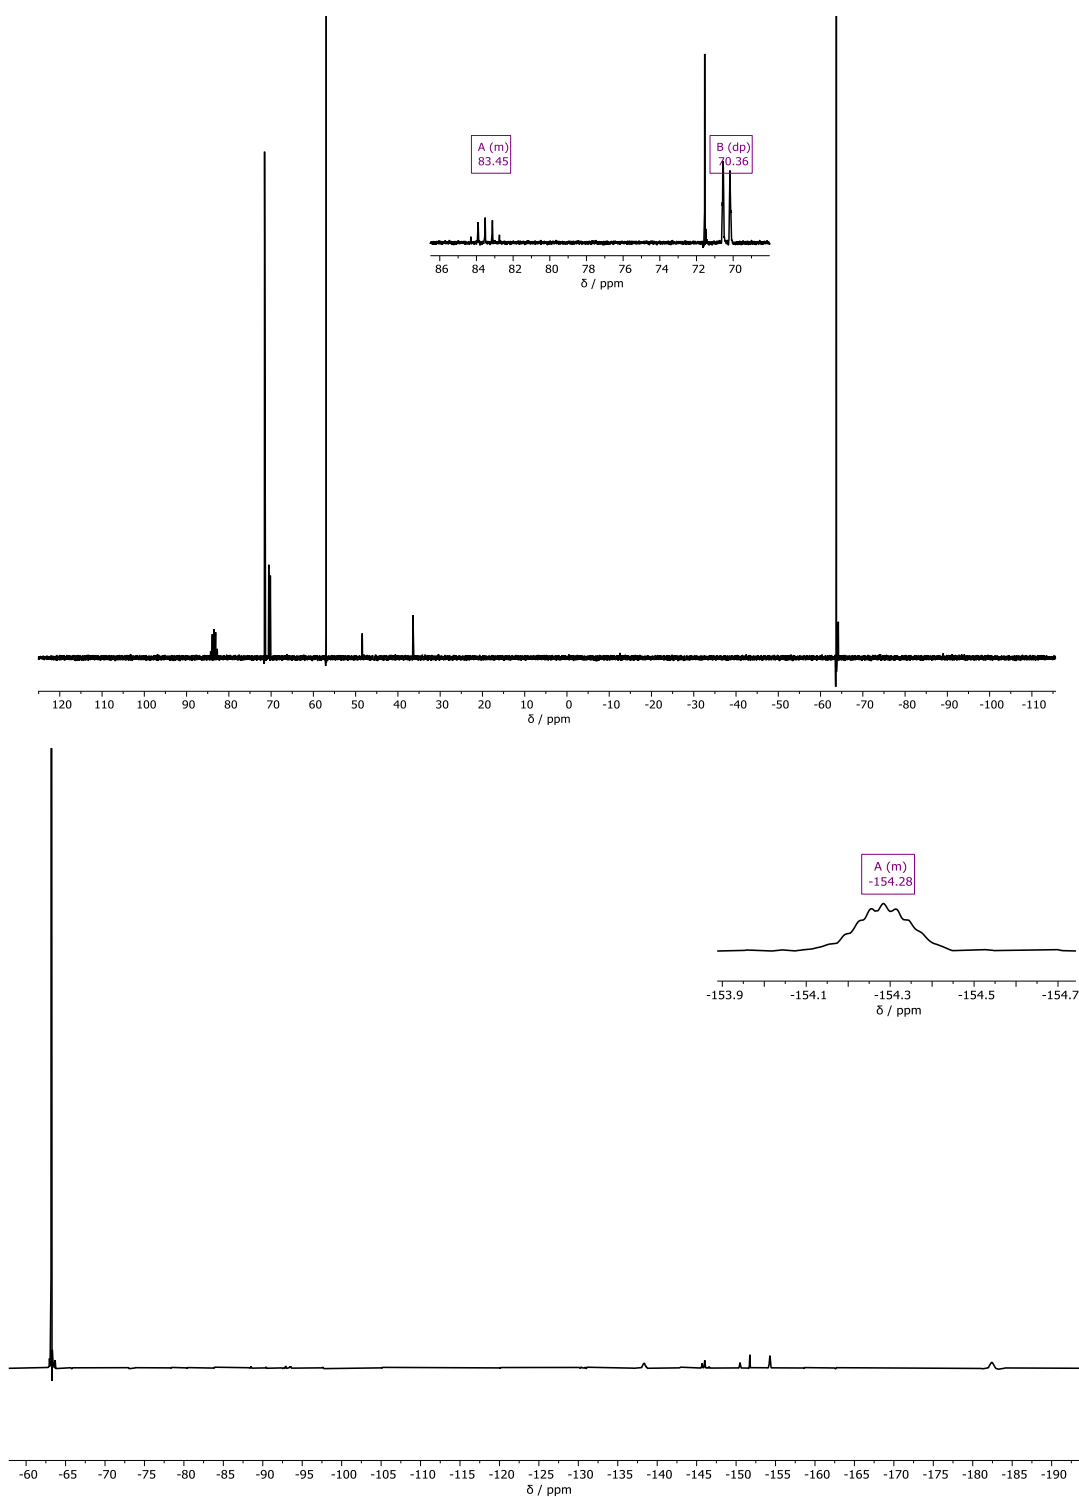 A (m)
83.45
B (dp)
70.36
86 84 82 80 78 76 74 72 70
δ / ppm
120 110 100 90 80 70 60 50 40 30 20 10 0 -10 -20 -30 -40 -50 -60 -70 -80 -90 -100 -110
δ / ppm
A (m)
-154.28
-153.9 -154.1 -154.3 -154.5 -154.7
δ / ppm
-60 -65 -70 -75 -80 -85 -90 -95 -100 -105 -110 -115 -120 -125 -130 -135 -140 -145 -150 -155 -160 -165 -170 -175 -180 -185 -190
δ / ppm